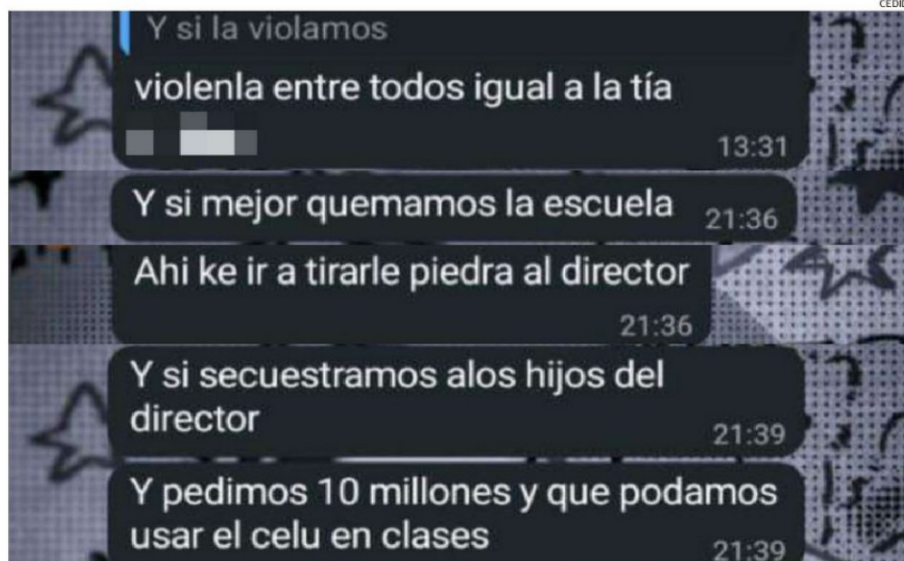 CEDID
Y si la violamos
violenla entre todos igual a la tía
13:31
Y si mejor quemamos la escuela 21:36
Ahi ke ir a tirarle piedra al director
21:36
Y si secuestramos alos hijos del
director 21:39
Y pedimos 10 millones y que podamos
usar el celu en clases 21:39